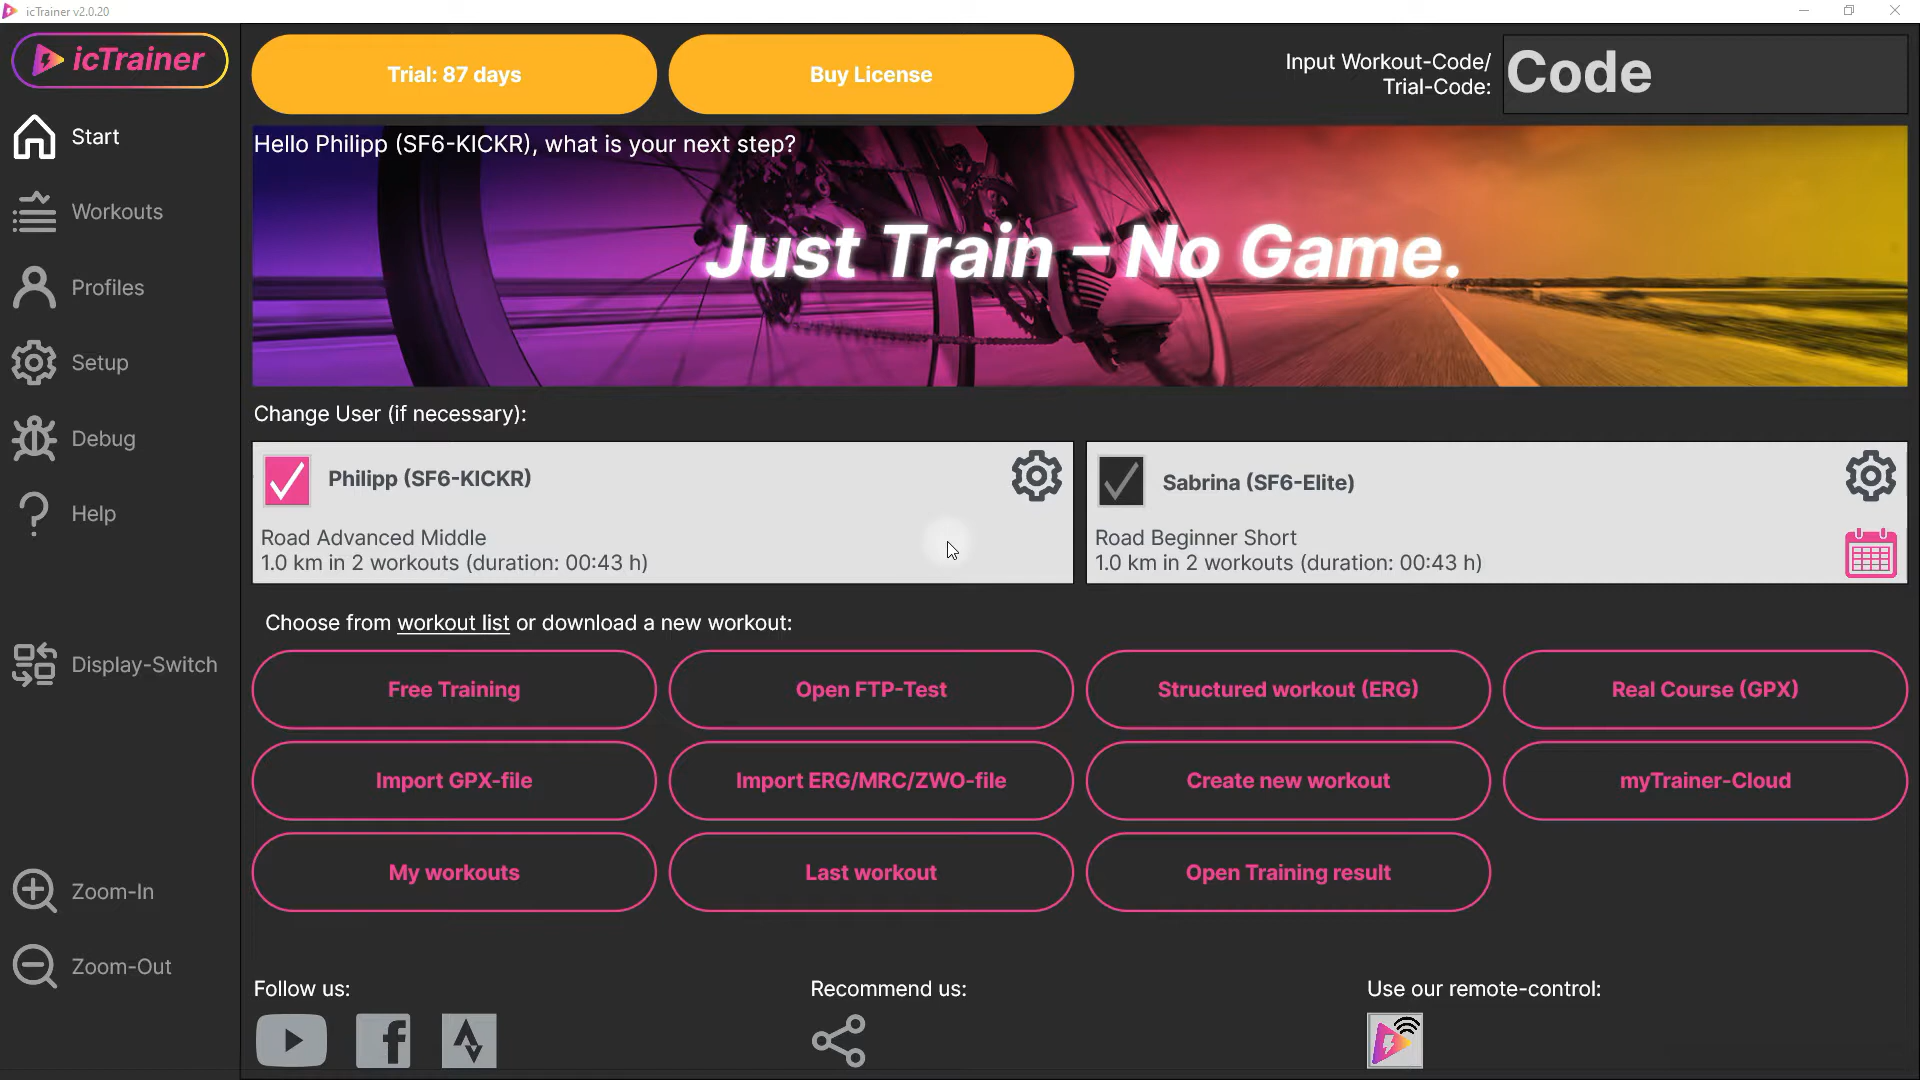 icTrainer v2.0.20
icTrainer
Trial: 87 days
Buy License
Input Workout-Code/
Trial-Code:
Code
Start
Workouts
Profiles
Setup
Debug
Help
Display-Switch
Zoom-In
Zoom-Out
Hello Philipp (SF6-KICKR), what is your next step?
Just Train – No Game.
Change User (if necessary):
Philipp (SF6-KICKR)
Road Advanced Middle
1.0 km in 2 workouts (duration: 00:43 h)
Sabrina (SF6-Elite)
Road Beginner Short
1.0 km in 2 workouts (duration: 00:43 h)
Choose from workout list or download a new workout:
Free Training
Open FTP-Test
Structured workout (ERG)
Real Course (GPX)
Import GPX-file
Import ERG/MRC/ZWO-file
Create new workout
myTrainer-Cloud
My workouts
Last workout
Open Training result
Follow us:
Recommend us:
Use our remote-control: